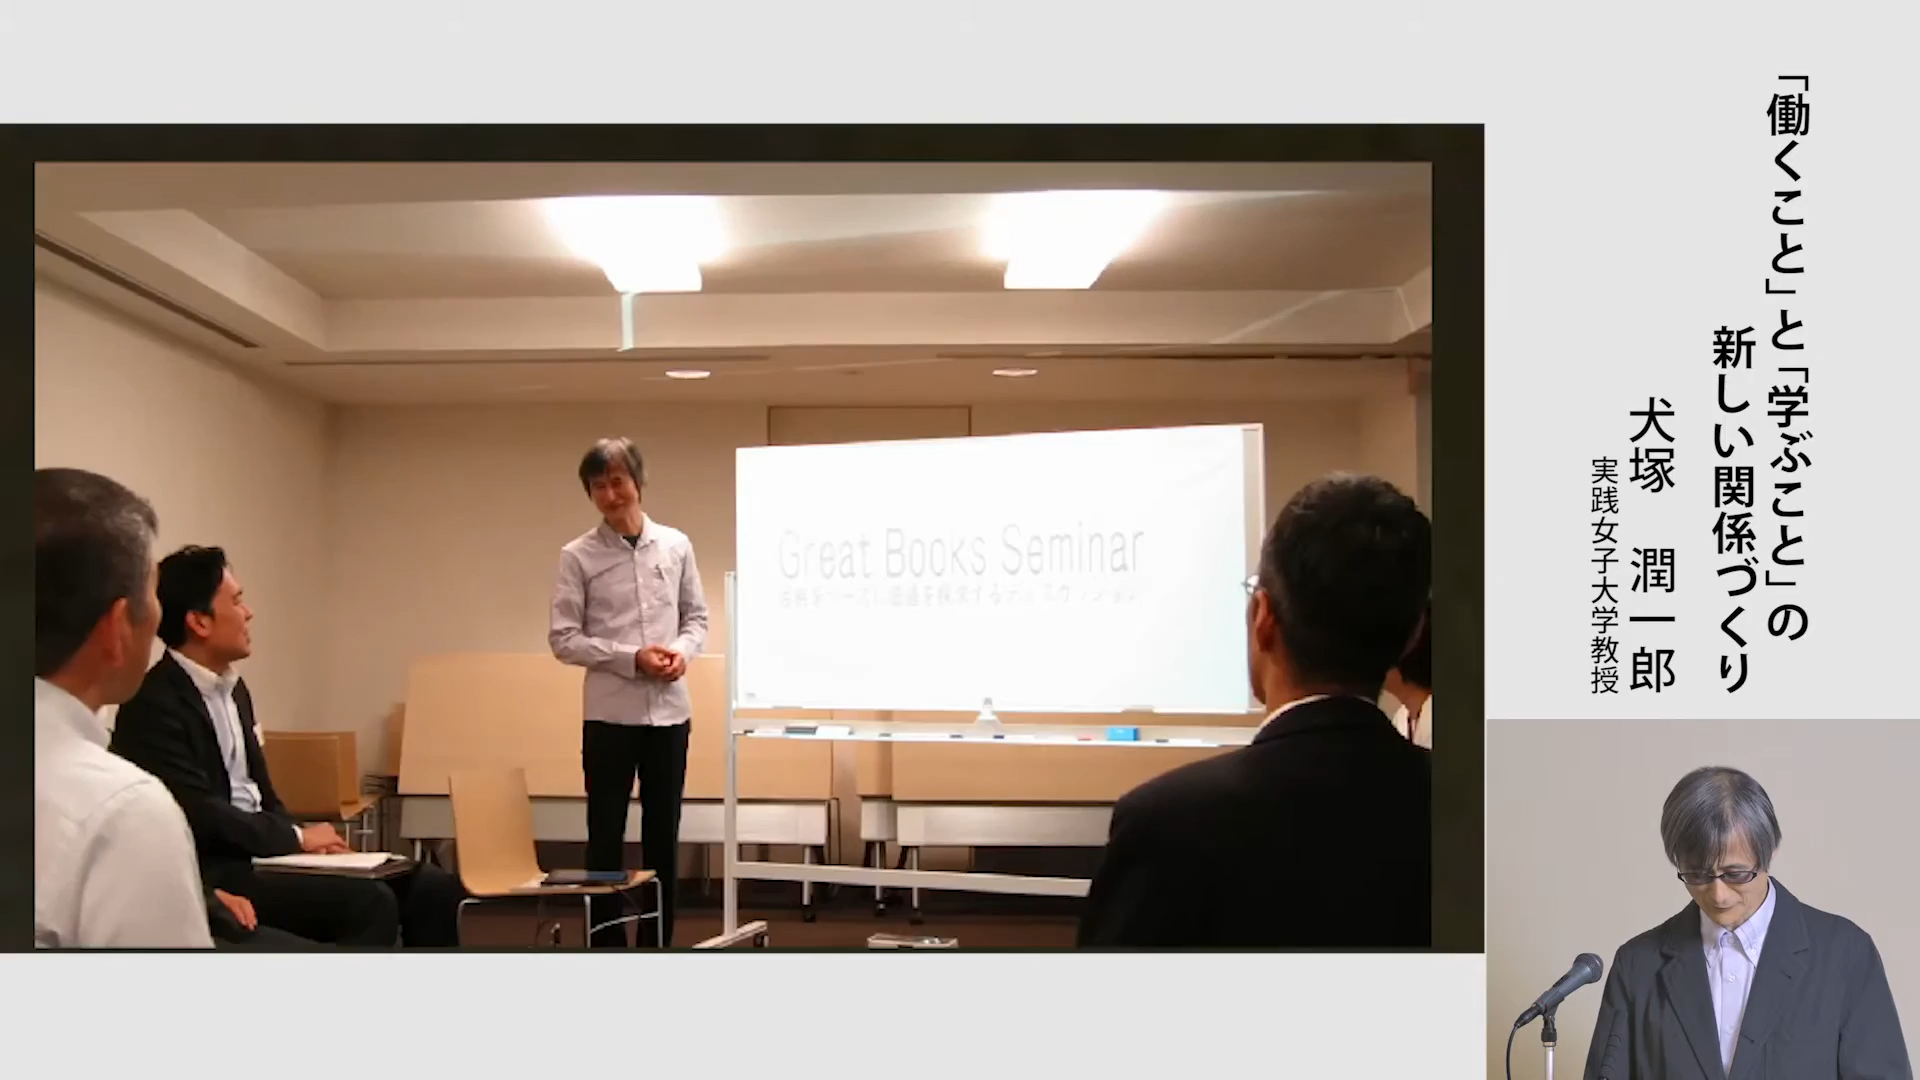 「働くこと」と「学ぶこと」の
新しい関係づくり
犬塚 潤一郎
実践女子大学教授
Great Books Seminar